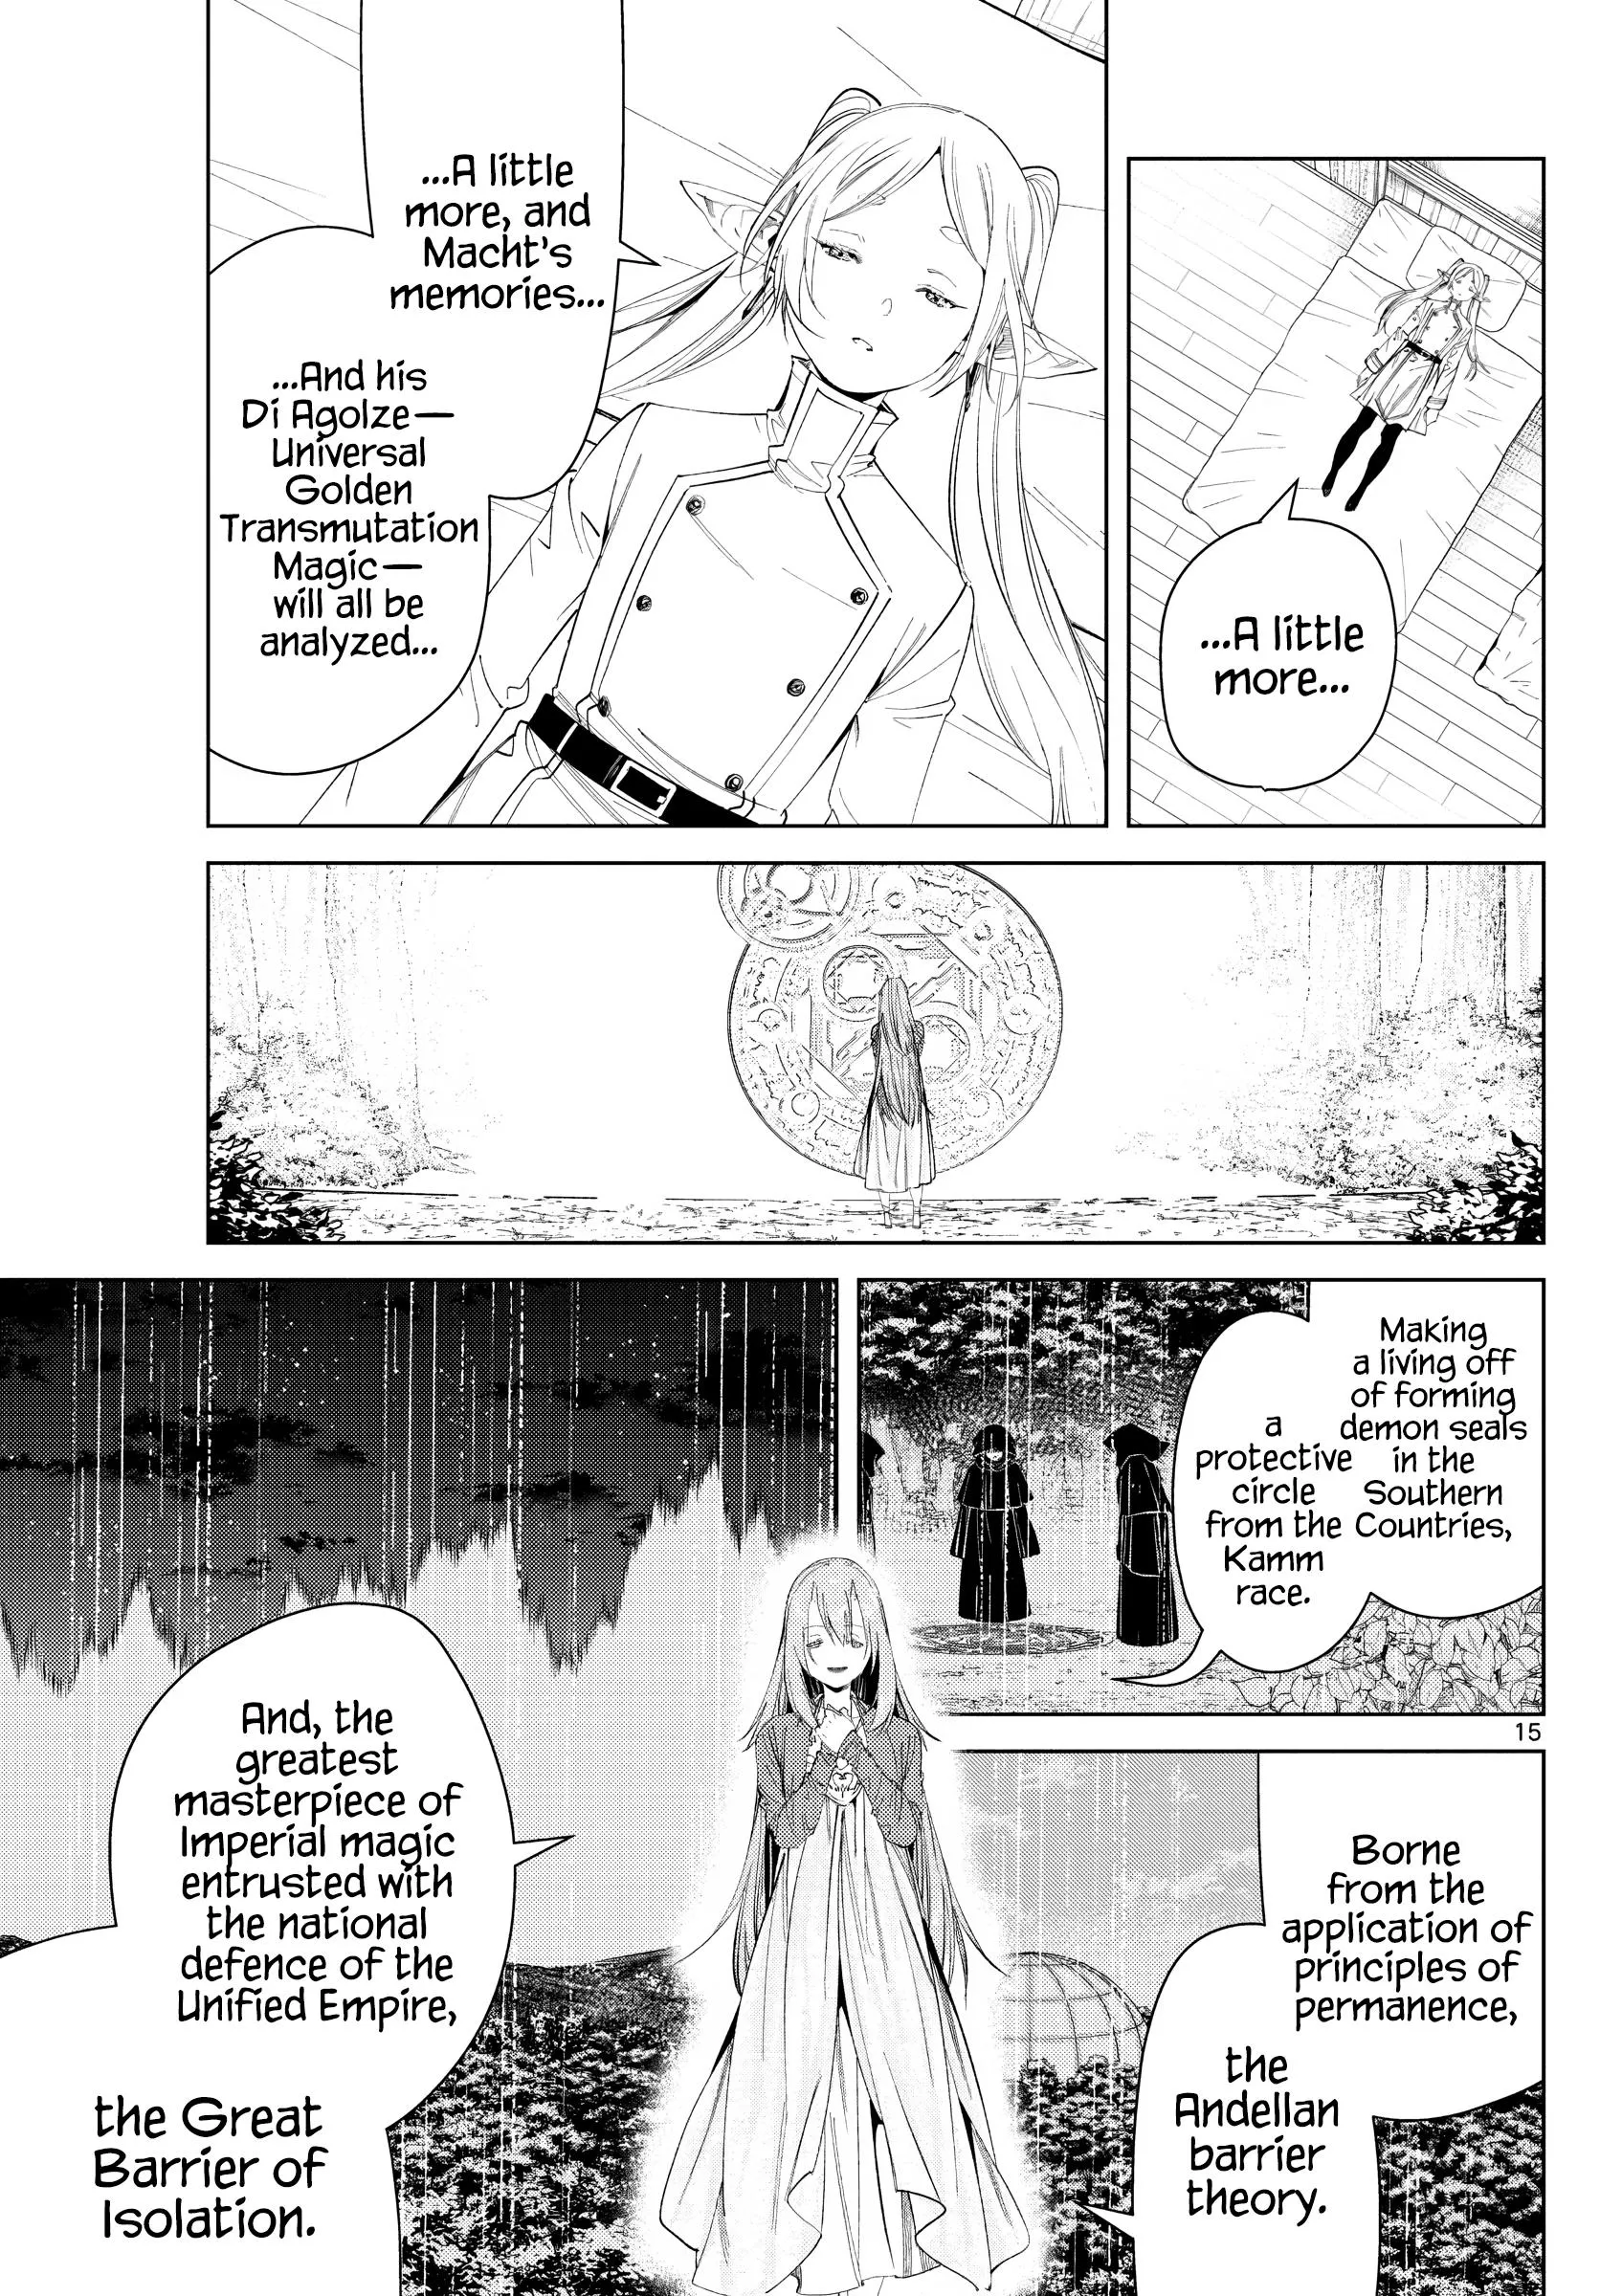 ...A little
more...
...A little
more, and
Macht's
memories...
...And his
Di Agolze—
Universal
Golden
Transmutation
Magic—
will all be
analyzed...
Making
a living off
of forming
demon seals
in the
Southern
Countries,
a
protective
circle
from the
Kamm
race.
15
Borne
from the
application of
principles of
permanence,
the
Andellan
barrier
theory.
And, the
greatest
masterpiece of
Imperial magic
entrusted with
the national
defence of the
Unified Empire,
the Great
Barrier of
Isolation.